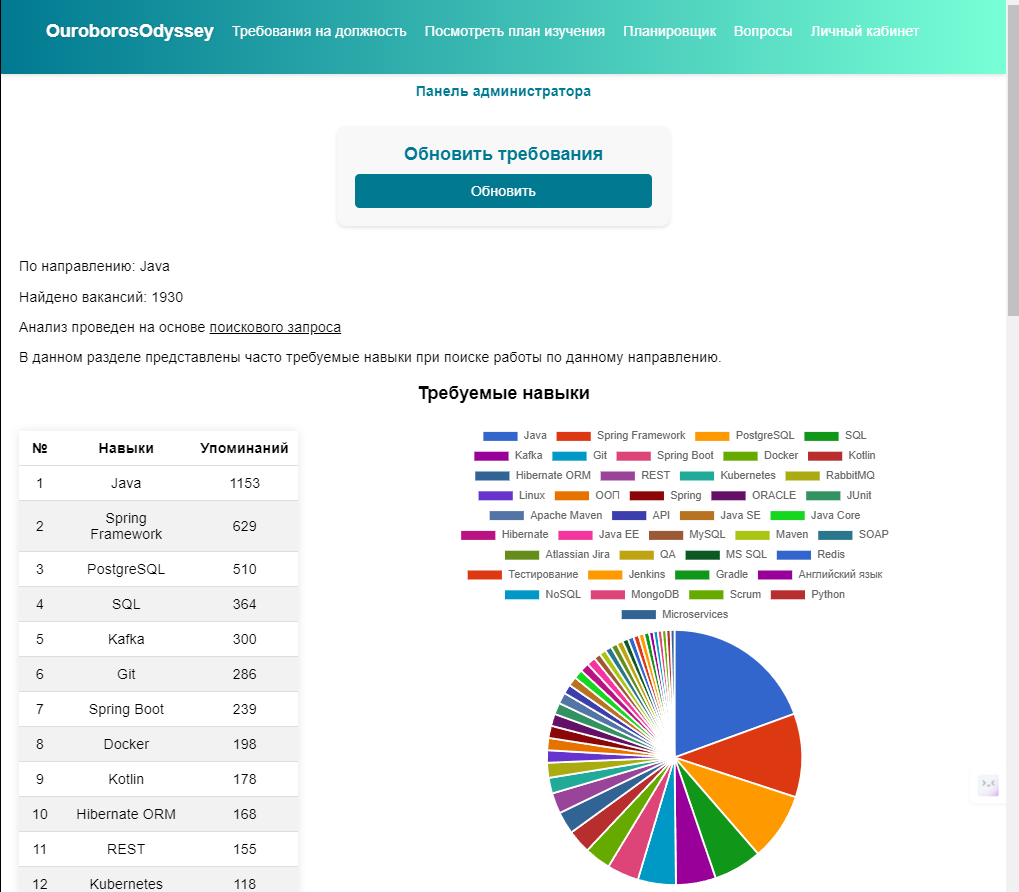 OuroborosOdyssey Требования на должность Посмотреть план изучения Планировщик Вопросы Личный кабинет
Панель администратора
Обновить требования
Обновить
По направлению: Java
Найдено вакансий: 1930
Анализ проведен на основе поискового запроса
В данном разделе представлены часто требуемые навыки при поиске работы по данному направлению.
Требуемые навыки
№ Навыки Упоминаний
1 Java 1153
2 Spring Framework 629
3 PostgreSQL 510
4 SQL 364
5 Kafka 300
6 Git 286
7 Spring Boot 239
8 Docker 198
9 Kotlin 178
10 Hibernate ORM 168
11 REST 155
12 Kubernetes 118
Java Spring Framework PostgreSQL SQL
Kafka Git Spring Boot Docker Kotlin
Hibernate ORM REST Kubernetes RabbitMQ
Linux ООП Spring ORACLE JUnit
Apache Maven API Java SE Java Core
Hibernate Java EE MySQL Maven SOAP
Atlassian Jira QA MS SQL Redis
Тестирование Jenkins Gradle Английский язык
NoSQL MongoDB Scrum Python
Microservices